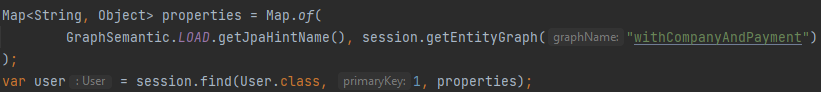 Map<String, Object> properties = Map.of(
GraphSemantic.LOAD.getJpaHintName(), session.getEntityGraph( graphName: "withCompanyAndPayment")
);
var user : User = session.find(User.class, primaryKey: 1, properties);